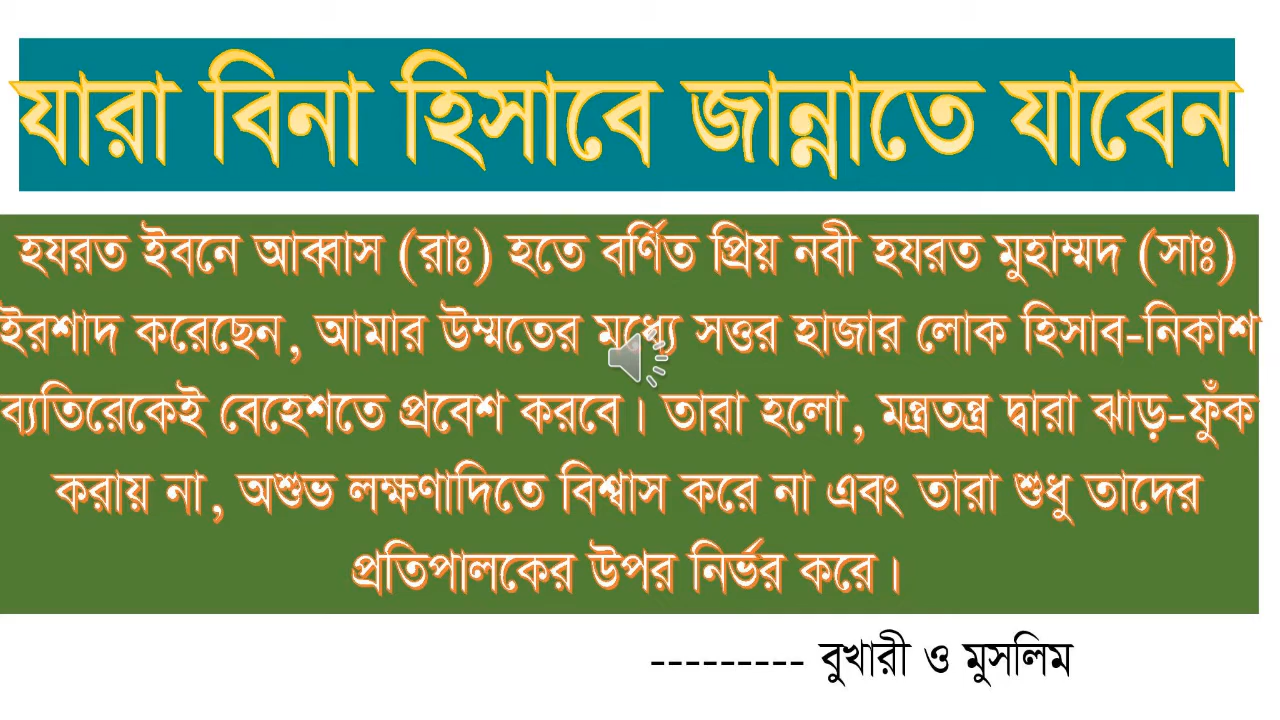 যারা বিনা হিসাবে জান্নাতে যাবেন
হযরত ইবনে আব্বাস (রাঃ) হতে বর্ণিত প্রিয় নবী হযরত মুহাম্মদ (সাঃ)
ইরশাদ করেছেন, আমার উম্মতের মধ্যে সত্তর হাজার লোক হিসাব-নিকাশ
ব্যতিরেকেই বেহেশতে প্রবেশ করবে। তারা হলো, মন্ত্রতন্ত্র দ্বারা ঝাড়-ফুঁক
করায় না, অশুভ লক্ষণাদিতে বিশ্বাস করে না এবং তারা শুধু তাদের
প্রতিপালকের উপর নির্ভর করে।
--------- বুখারী ও মুসলিম